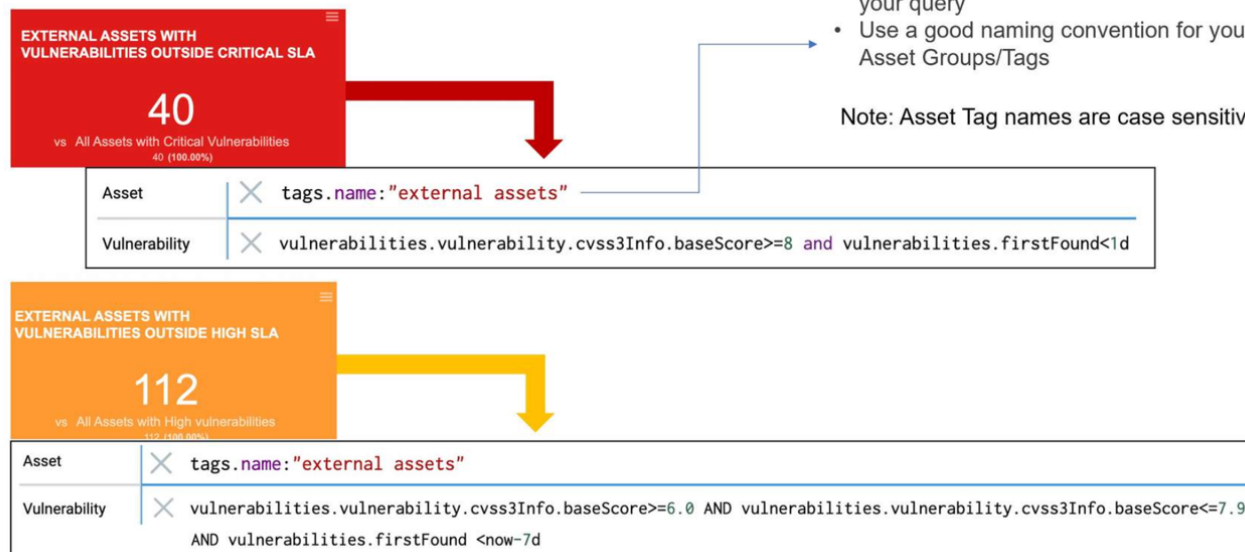 your query
• Use a good naming convention for you
Asset Groups/Tags
Note: Asset Tag names are case sensitiv
EXTERNAL ASSETS WITH
VULNERABILITIES OUTSIDE CRITICAL SLA
40
vs All Assets with Critical Vulnerabilities
40 (100.00%)
Asset tags.name:"external assets"
Vulnerability vulnerabilities.vulnerability.cvss3Info.baseScore>=8 and vulnerabilities.firstFound<1d
EXTERNAL ASSETS WITH
VULNERABILITIES OUTSIDE HIGH SLA
112
vs All Assets with High vulnerabilities
112 (100.00%)
Asset tags.name:"external assets"
Vulnerability vulnerabilities.vulnerability.cvss3Info.baseScore>=6.0 AND vulnerabilities.vulnerability.cvss3Info.baseScore<=7.9
AND vulnerabilities.firstFound <now-7d